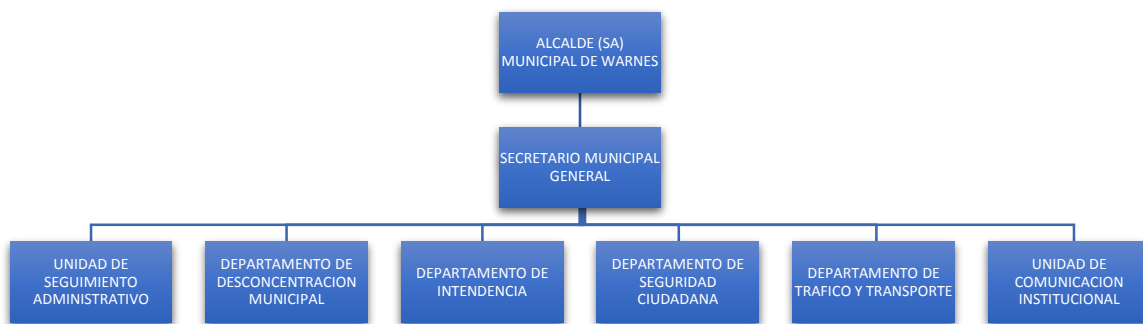 ALCALDE (SA)
MUNICIPAL DE WARNES
SECRETARIO MUNICIPAL
GENERAL
UNIDAD DE
SEGUIMIENTO
ADMINISTRATIVO
DEPARTAMENTO DE
DESCONCENTRACION
MUNICIPAL
DEPARTAMENTO DE
INTENDENCIA
DEPARTAMENTO DE
SEGURIDAD
CIUDADANA
DEPARTAMENTO DE
TRAFICO Y TRANSPORTE
UNIDAD DE
COMUNICACION
INSTITUCIONAL